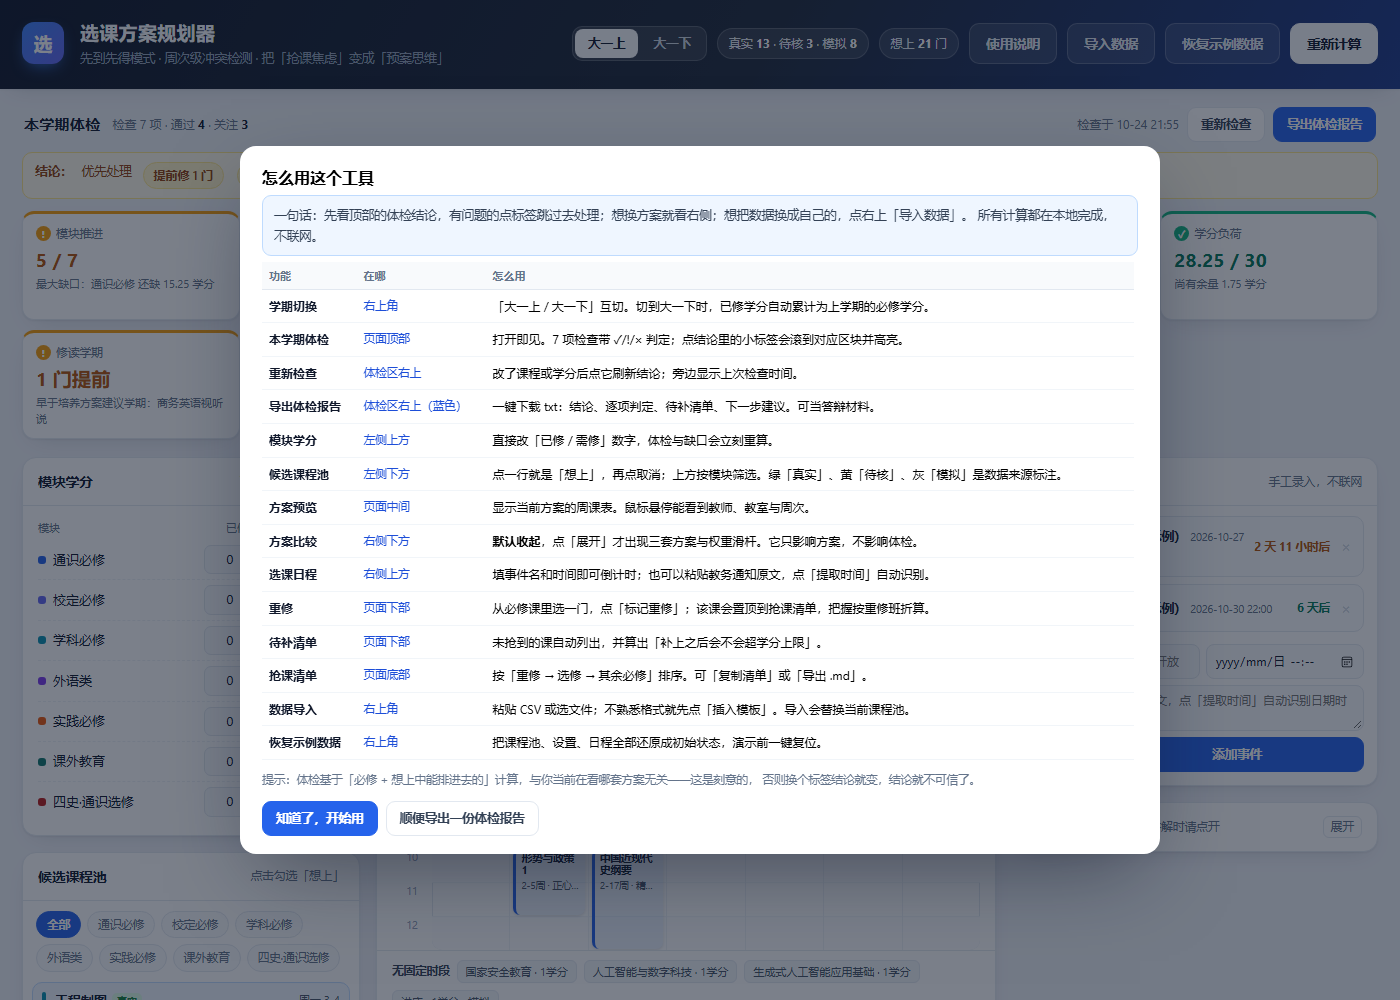 选
选课方案规划器
先到先得模式 · 周次级冲突检测 · 把「抢课焦虑」变成「预案思维」
大一上
大一下
真实 13 · 待核 3 · 模拟 8
想上 21 门
使用说明
导入数据
恢复示例数据
重新计算
本学期体检
检查 7 项 · 通过 4 · 关注 3
检查于 10-24 21:55
重新检查
导出体检报告
结论：
优先处理
提前修 1 门
模块推进
5 / 7
最大缺口：通识必修 还缺 15.25 学分
学分负荷
28.25 / 30
尚有余量 1.75 学分
修读学期
1 门提前
早于培养方案建议学期：商务英语视听说
怎么用这个工具
一句话：先看顶部的体检结论，有问题的点标签跳过去处理；想换方案就看右侧；想把数据换成自己的，点右上「导入数据」。 所有计算都在本地完成，
不联网。
功能
在哪
怎么用
学期切换
右上角
「大一上 / 大一下」互切。切到大一下时，已修学分自动累计为上学期的必修学分。
本学期体检
页面顶部
打开即见。7 项检查带 ✓/!/× 判定；点结论里的小标签会滚到对应区块并高亮。
重新检查
体检区右上
改了课程或学分后点它刷新结论；旁边显示上次检查时间。
导出体检报告
体检区右上（蓝色）
一键下载 txt：结论、逐项判定、待补清单、下一步建议。可当答辩材料。
模块学分
左侧上方
直接改「已修 / 需修」数字，体检与缺口会立刻重算。
候选课程池
左侧下方
点一行就是「想上」，再点取消；上方按模块筛选。绿「真实」、黄「待核」、灰「模拟」是数据来源标注。
方案预览
页面中间
显示当前方案的周课表。鼠标悬停能看到教师、教室与周次。
方案比较
右侧下方
默认收起，点「展开」才出现三套方案与权重滑杆。它只影响方案，不影响体检。
选课日程
右侧上方
填事件名和时间即可倒计时；也可以粘贴教务通知原文，点「提取时间」自动识别。
重修
页面下部
从必修课里选一门，点「标记重修」；该课会置顶到抢课清单，把握按重修班折算。
待补清单
页面下部
未抢到的课自动列出，并算出「补上之后会不会超学分上限」。
抢课清单
页面底部
按「重修 → 选修 → 其余必修」排序。可「复制清单」或「导出 .md」。
数据导入
右上角
粘贴 CSV 或选文件；不熟悉格式就先点「插入模板」。导入会替换当前课程池。
恢复示例数据
右上角
把课程池、设置、日程全部还原成初始状态，演示前一键复位。
提示：体检基于「必修 + 想上中能排进去的」计算，与你当前在看哪套方案无关——这是刻意的， 否则换个标签结论就变，结论就不可信了。
知道了，开始用
顺便导出一份体检报告
模块学分
模块
通识必修
0
校定必修
0
学科必修
0
外语类
0
实践必修
0
课外教育
0
四史·通识选修
0
手工录入，不联网
例)
2026-10-27
2 天 11 小时后
×
例)
2026-10-30 22:00
6 天后
×
开放
yyyy/mm/日 --:--
文，点「提取时间」自动识别日期时
添加事件
解时请点开
展开
候选课程池
点击勾选「想上」
全部
通识必修
校定必修
学科必修
外语类
实践必修
课外教育
四史·通识选修
工程制图
10
11
12
形势与政策
1
2-5周 · 正心...
中国近现代
史纲要
2-17周 · 精...
无固定时段
国家安全教育 · 1学分
人工智能与数字科技 · 1学分
生成式人工智能应用基础 · 1学分